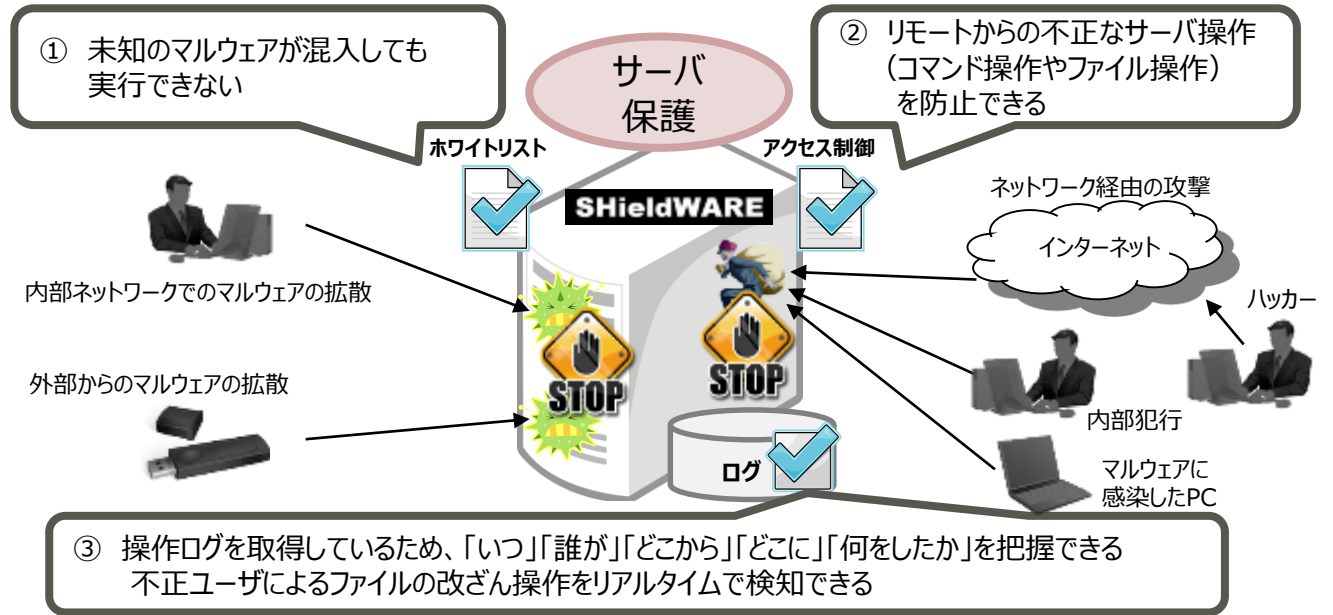 ① 未知のマルウェアが混入しても
実行できない
サーバ
保護
② リモートからの不正なサーバ操作
(コマンド操作やファイル操作)
を防止できる
ホワイトリスト
アクセス制御
SHieldWARE
ネットワーク経由の攻撃
インターネット
内部ネットワークでのマルウェアの拡散
ハッカー
外部からのマルウェアの拡散
STOP
STOP
内部犯行
ログ
マルウェアに
感染したPC
③ 操作ログを取得しているため、「いつ」「誰が」「どこから」「どこに」「何をしたか」を把握できる
不正ユーザによるファイルの改ざん操作をリアルタイムで検知できる